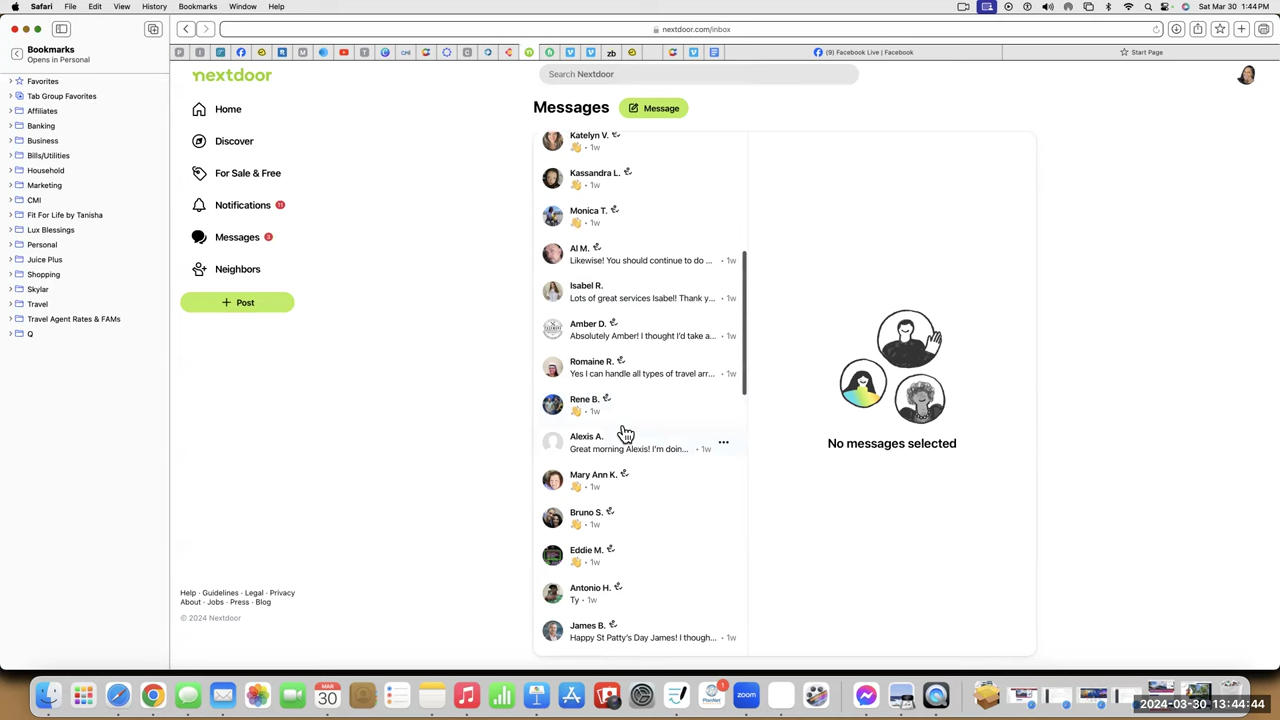 Safari File Edit View History Bookmarks Window Help
Sat Mar 30 1:44 PM
Bookmarks
Opens in Personal
nextdoor.com/inbox
(9) Facebook Live | Facebook
Start Page
Favorites
Tab Group Favorites
Affiliates
Banking
Business
Bills/Utilities
Household
Marketing
CMI
Fit For Life by Tanisha
Lux Blessings
Personal
Juice Plus
Shopping
Skylar
Travel
Travel Agent Rates & FAMs
Q
nextdoor
Search Nextdoor
Home
Discover
For Sale & Free
Notifications 11
Messages 3
Neighbors
+ Post
Help · Guidelines · Legal · Privacy
About · Jobs · Press · Blog
© 2024 Nextdoor
Messages
Message
Katelyn V.
👋 • 1w
Kassandra L.
👋 • 1w
Monica T.
👋 • 1w
Al M.
Likewise! You should continue to do ... • 1w
Isabel R.
Lots of great services Isabel! Thank y... • 1w
Amber D.
Absolutely Amber! I thought I'd take a... • 1w
Romaine R.
Yes I can handle all types of travel arr... • 1w
Rene B.
👋 • 1w
Alexis A.
Great morning Alexis! I'm doin... • 1w
Mary Ann K.
👋 • 1w
Bruno S.
👋 • 1w
Eddie M.
👋 • 1w
Antonio H.
Ty • 1w
James B.
Happy St Patty's Day James! I though... • 1w
No messages selected
MAR
30
zoom
2024-03-30 13:44:44